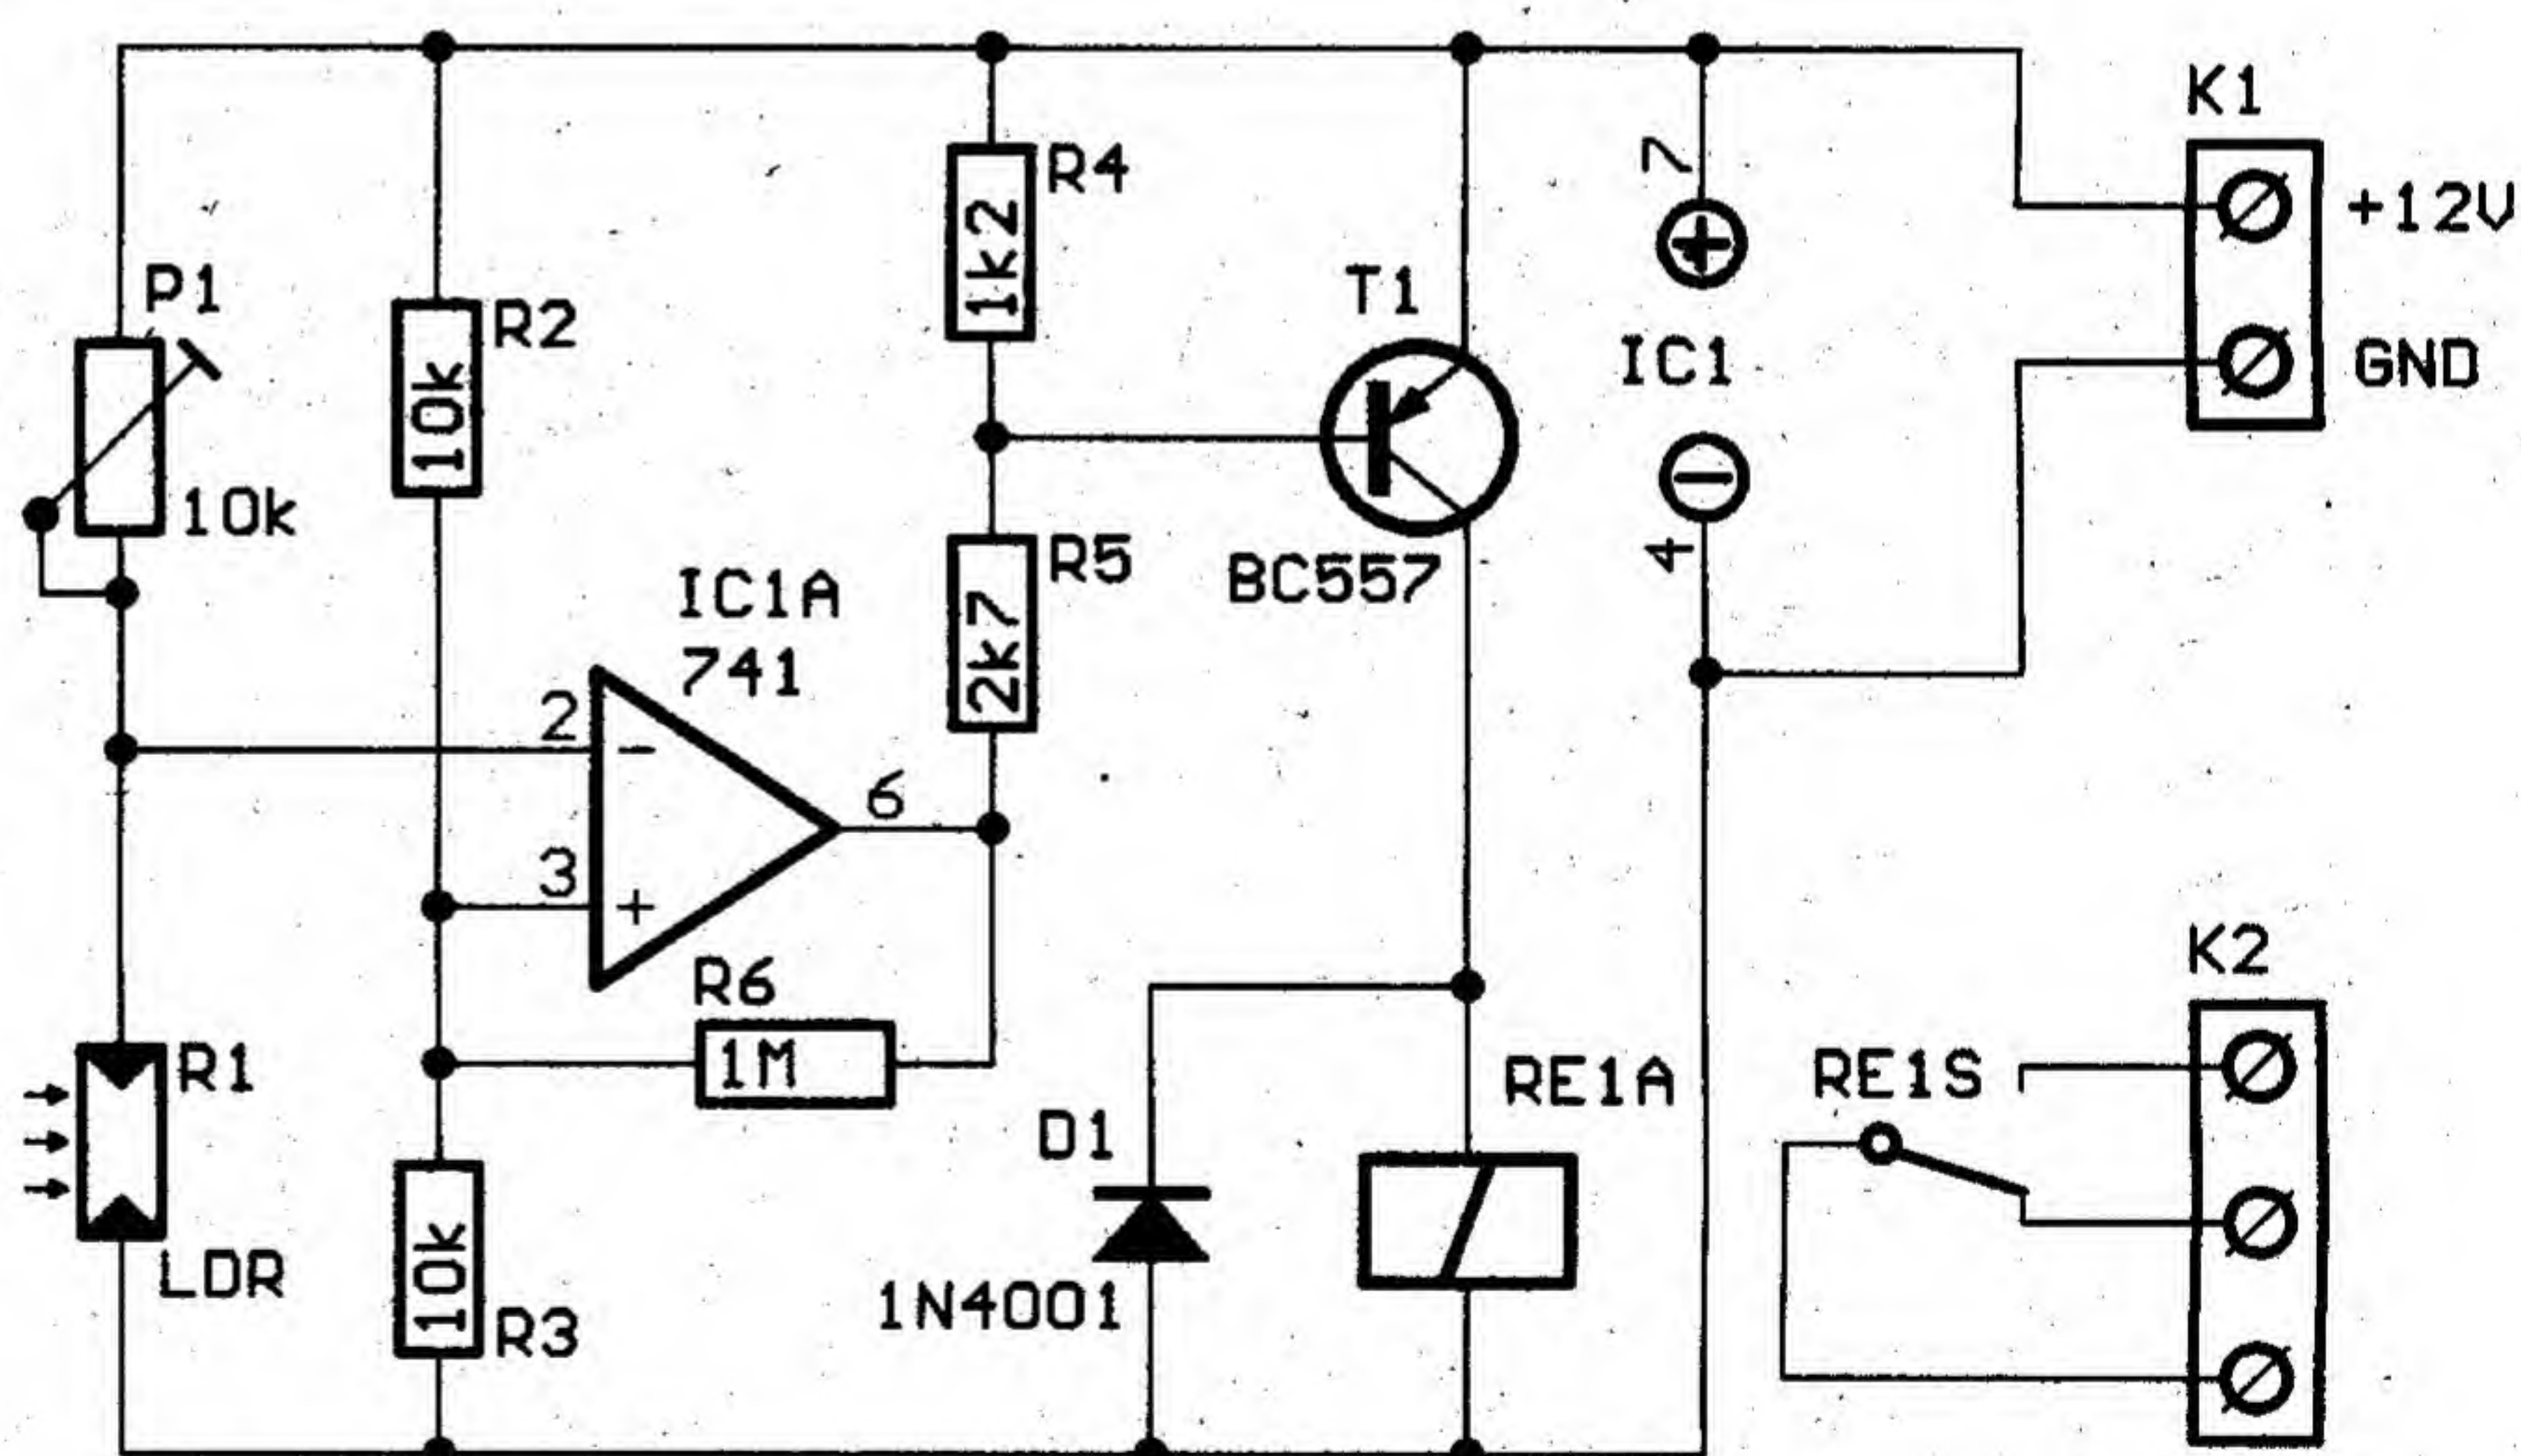 K1
+12V
GND
P1
10k
R2
10k
R4
1k2
T1
BC557
7
IC1
4
R5
2k7
IC1A
741
2
-
3
+
6
R6
1M
R1
LDR
10k
R3
D1
1N4001
RE1A
RE1S
K2